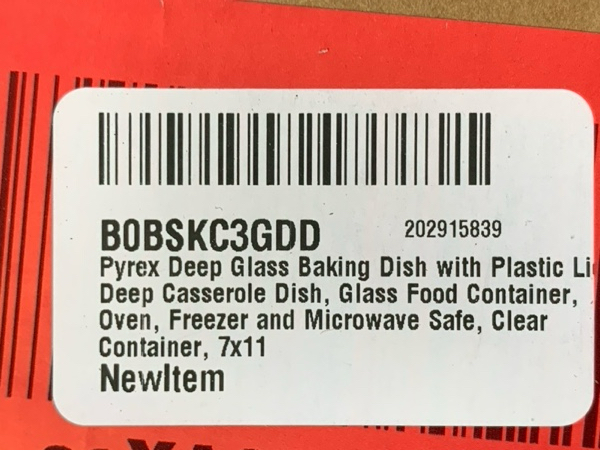 B0BSKC3GDD 202915839
Pyrex Deep Glass Baking Dish with Plastic Li
Deep Casserole Dish, Glass Food Container,
Oven, Freezer and Microwave Safe, Clear
Container, 7x11
NewItem